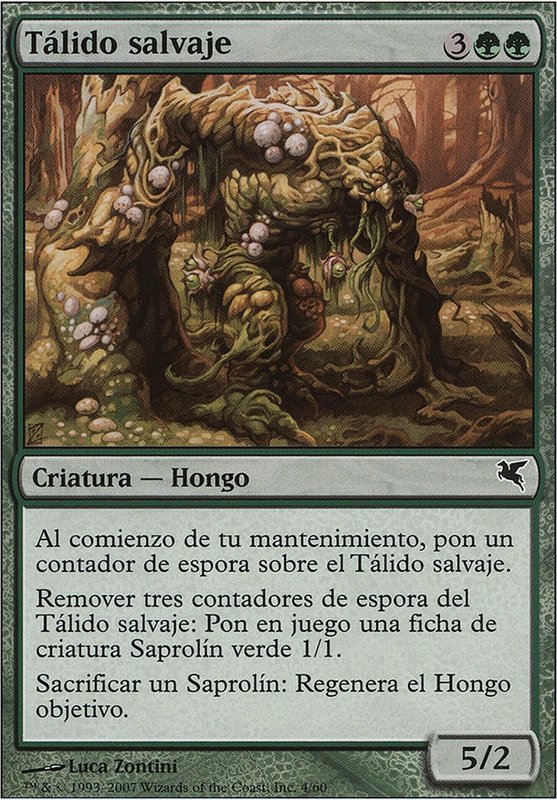 Tálido salvaje 3
Criatura — Hongo
Al comienzo de tu mantenimiento, pon un
contador de espora sobre el Tálido salvaje.
Remover tres contadores de espora del
Tálido salvaje: Pon en juego una ficha de
criatura Saprolín verde 1/1.
Sacrificar un Saprolín: Regenera el Hongo
objetivo.
5/2
Luca Zontini
™ & © 1993-2007 Wizards of the Coast, Inc. 4/60